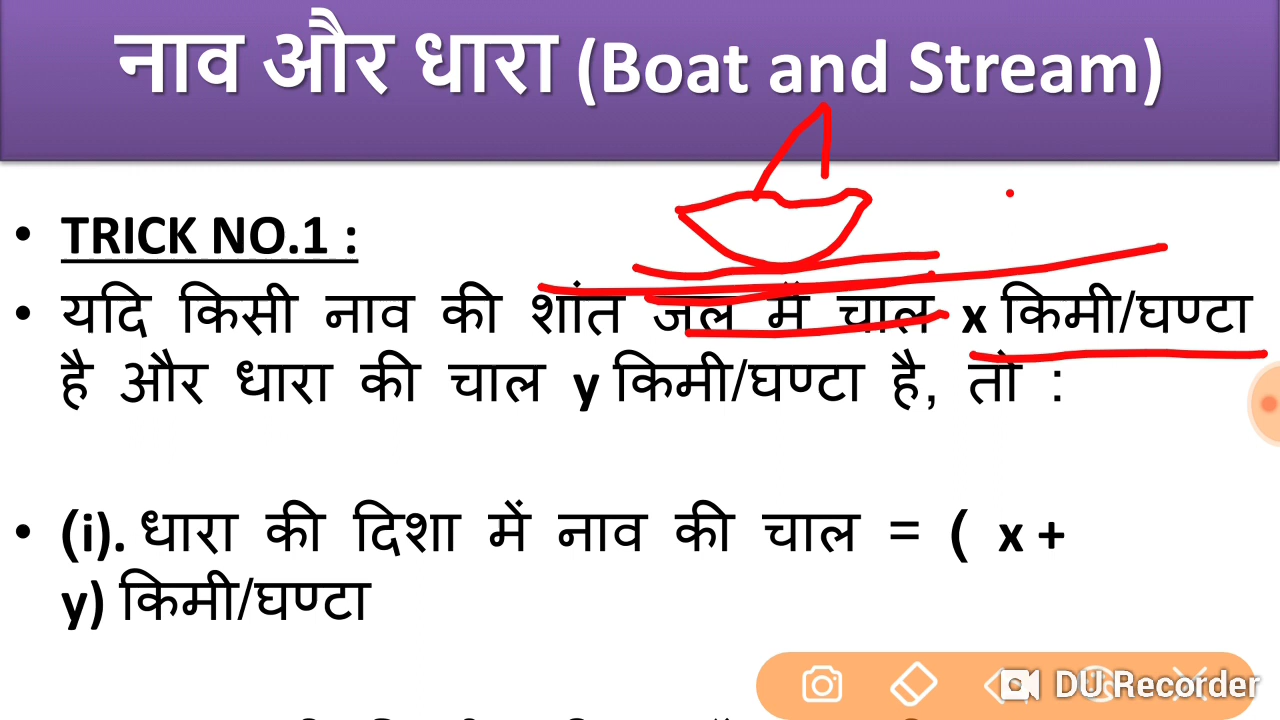 नाव और धारा (Boat and Stream)
• TRICK NO.1 :
• यदि किसी नाव की शांत जल में चाल x किमी/घण्टा
है और धारा की चाल y किमी/घण्टा है, तो :
• (i). धारा की दिशा में नाव की चाल = ( x +
y) किमी/घण्टा
DU Recorder